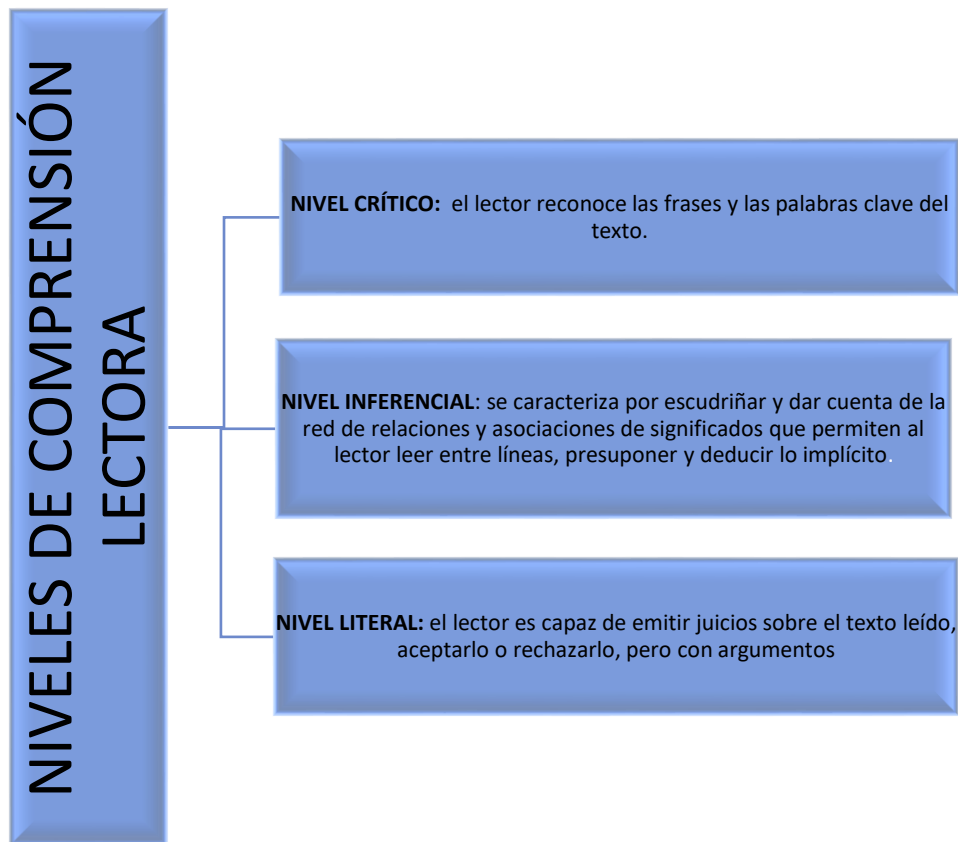 NIVELES DE COMPRENSIÓN
LECTORA
NIVEL CRÍTICO: el lector reconoce las frases y las palabras clave del
texto.
NIVEL INFERENCIAL: se caracteriza por escudriñar y dar cuenta de la
red de relaciones y asociaciones de significados que permiten al
lector leer entre líneas, presuponer y deducir lo implícito.
NIVEL LITERAL: el lector es capaz de emitir juicios sobre el texto leído,
aceptarlo o rechazarlo, pero con argumentos